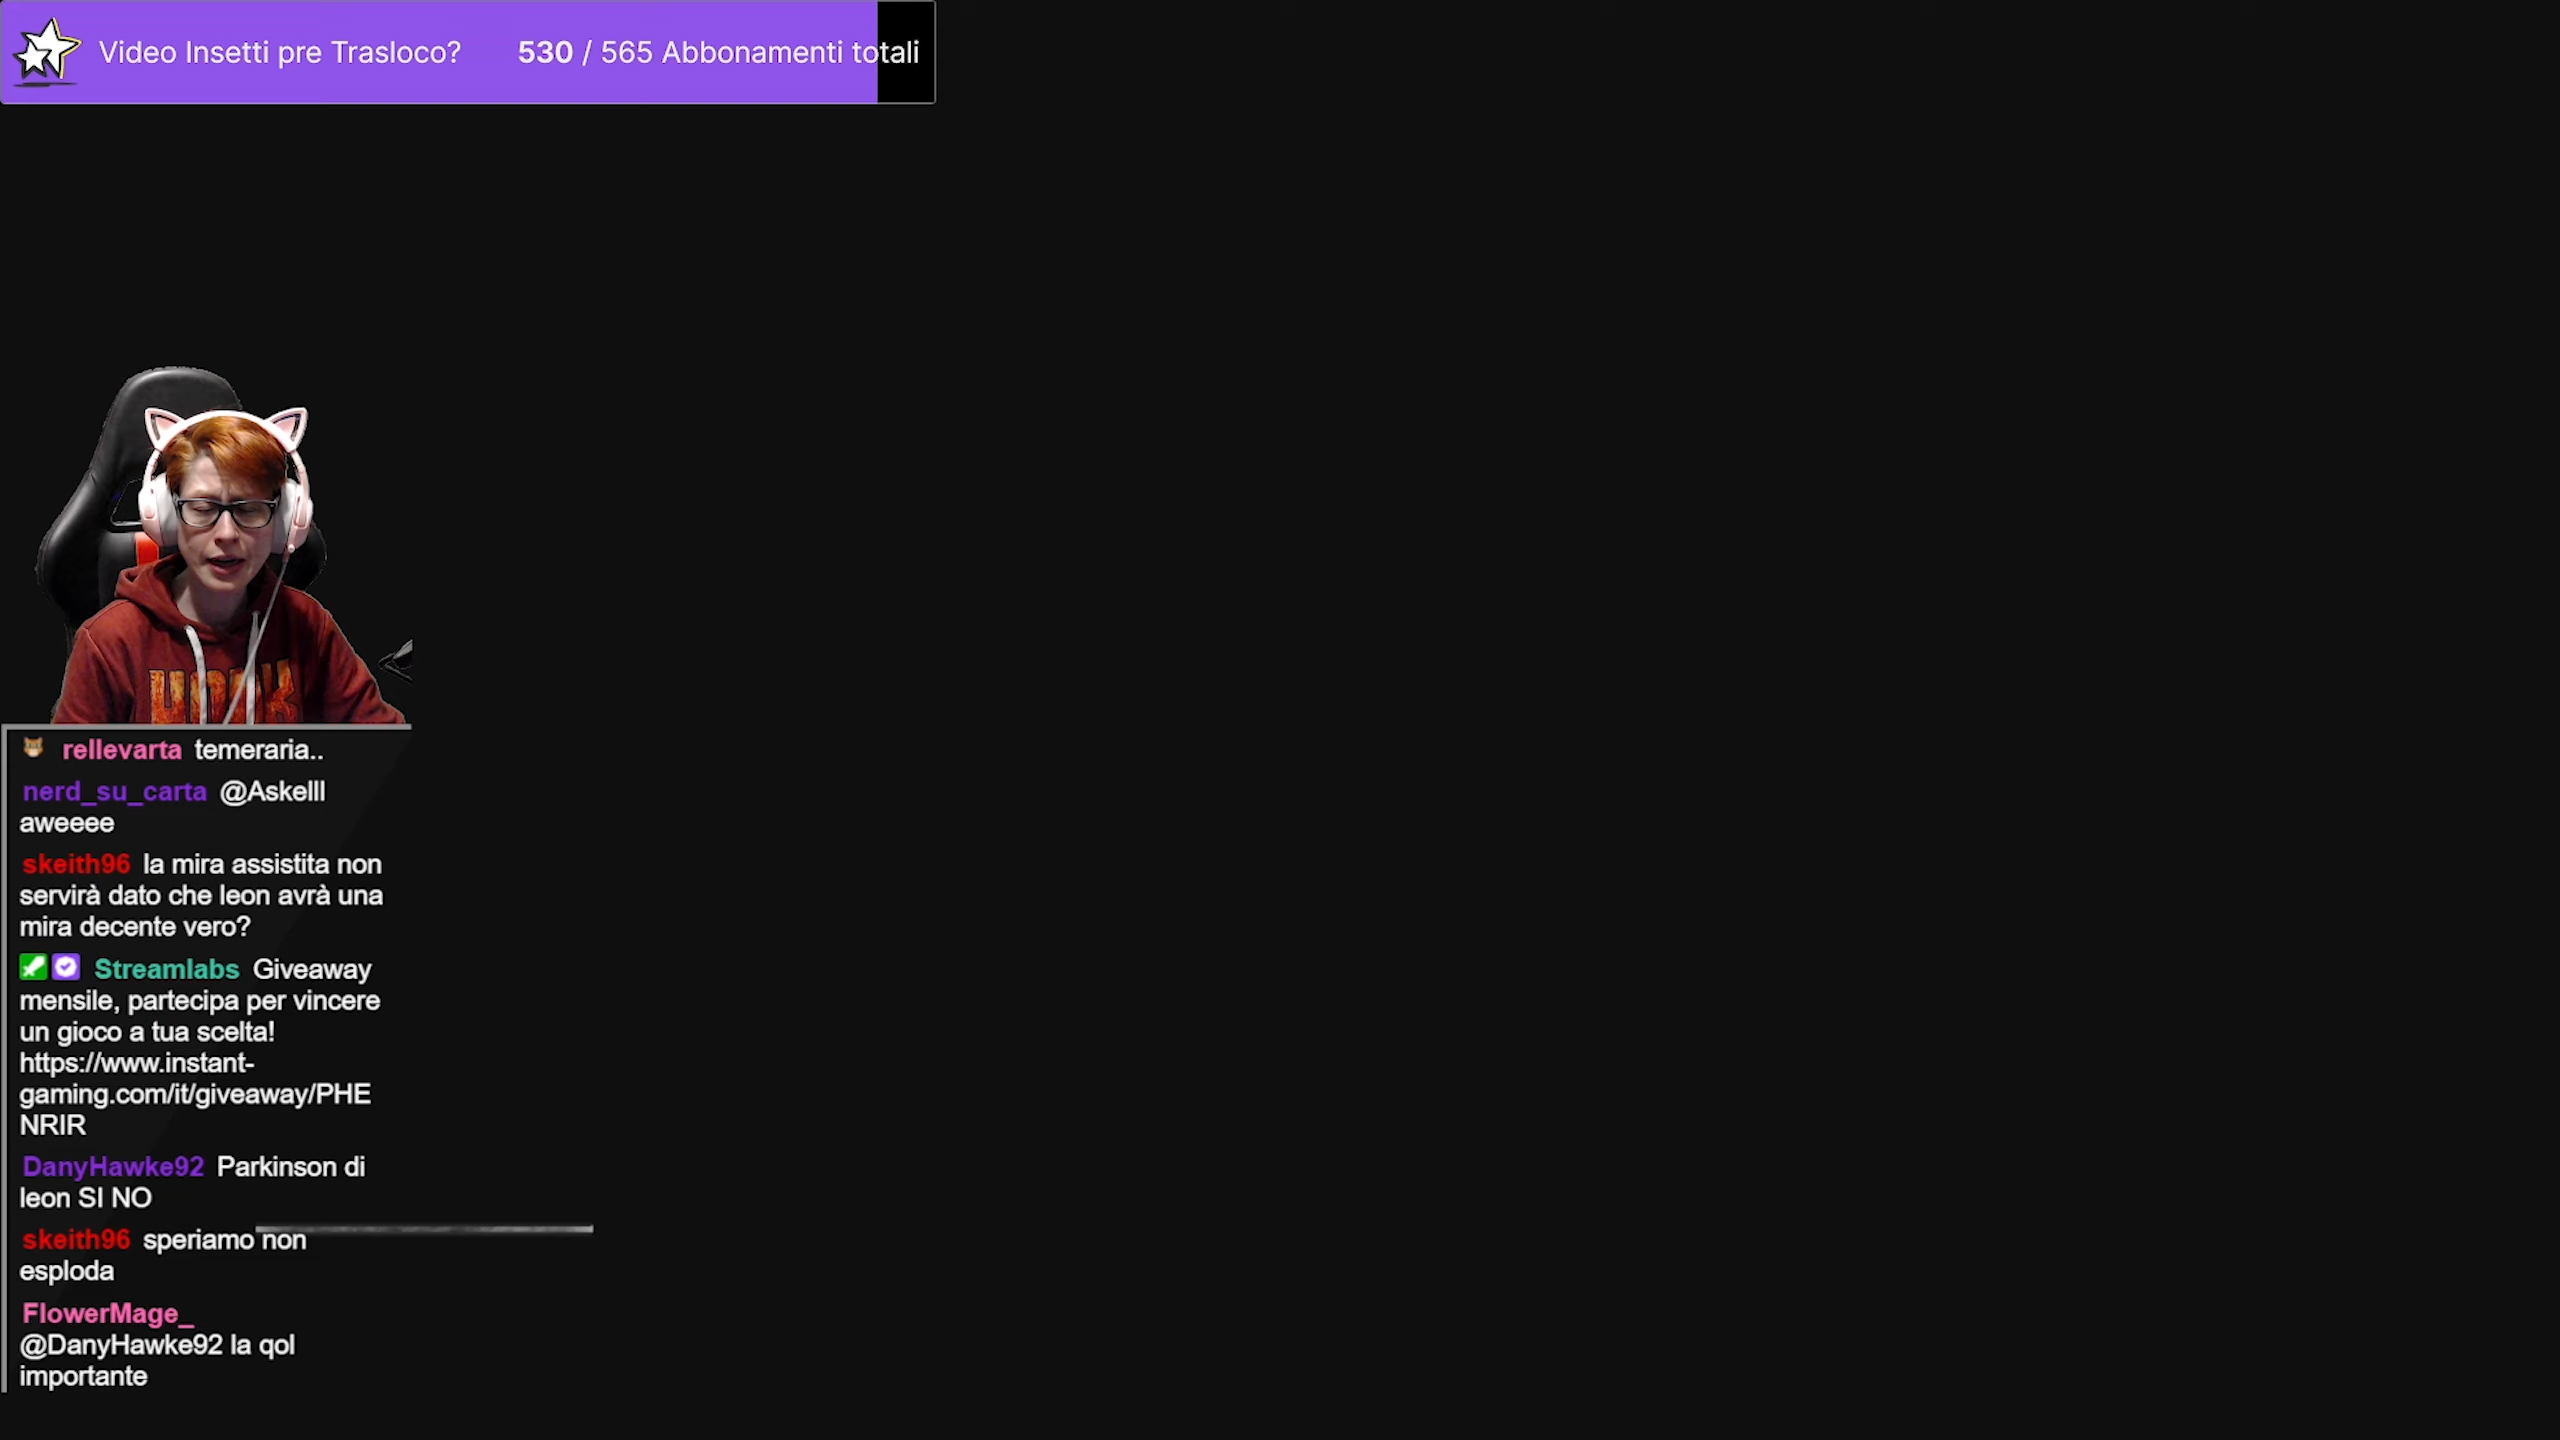 Video Insetti pre Trasloco? 530 / 565 Abbonamenti totali
rellevarta temeraria..
nerd_su_carta @Askelll
aweeee
skeith96 la mira assistita non
servirà dato che leon avrà una
mira decente vero?
Streamlabs Giveaway
mensile, partecipa per vincere
un gioco a tua scelta!
https://www.instant-
gaming.com/it/giveaway/PHE
NRIR
DanyHawke92 Parkinson di
leon SI NO
skeith96 speriamo non
esploda
FlowerMage_
@DanyHawke92 la qol
importante